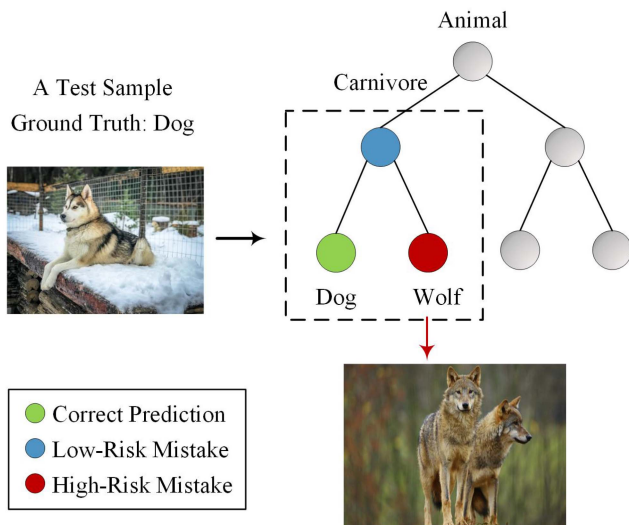 Animal
Carnivore
A Test Sample
Ground Truth: Dog
Dog
Wolf
Correct Prediction
Low-Risk Mistake
High-Risk Mistake